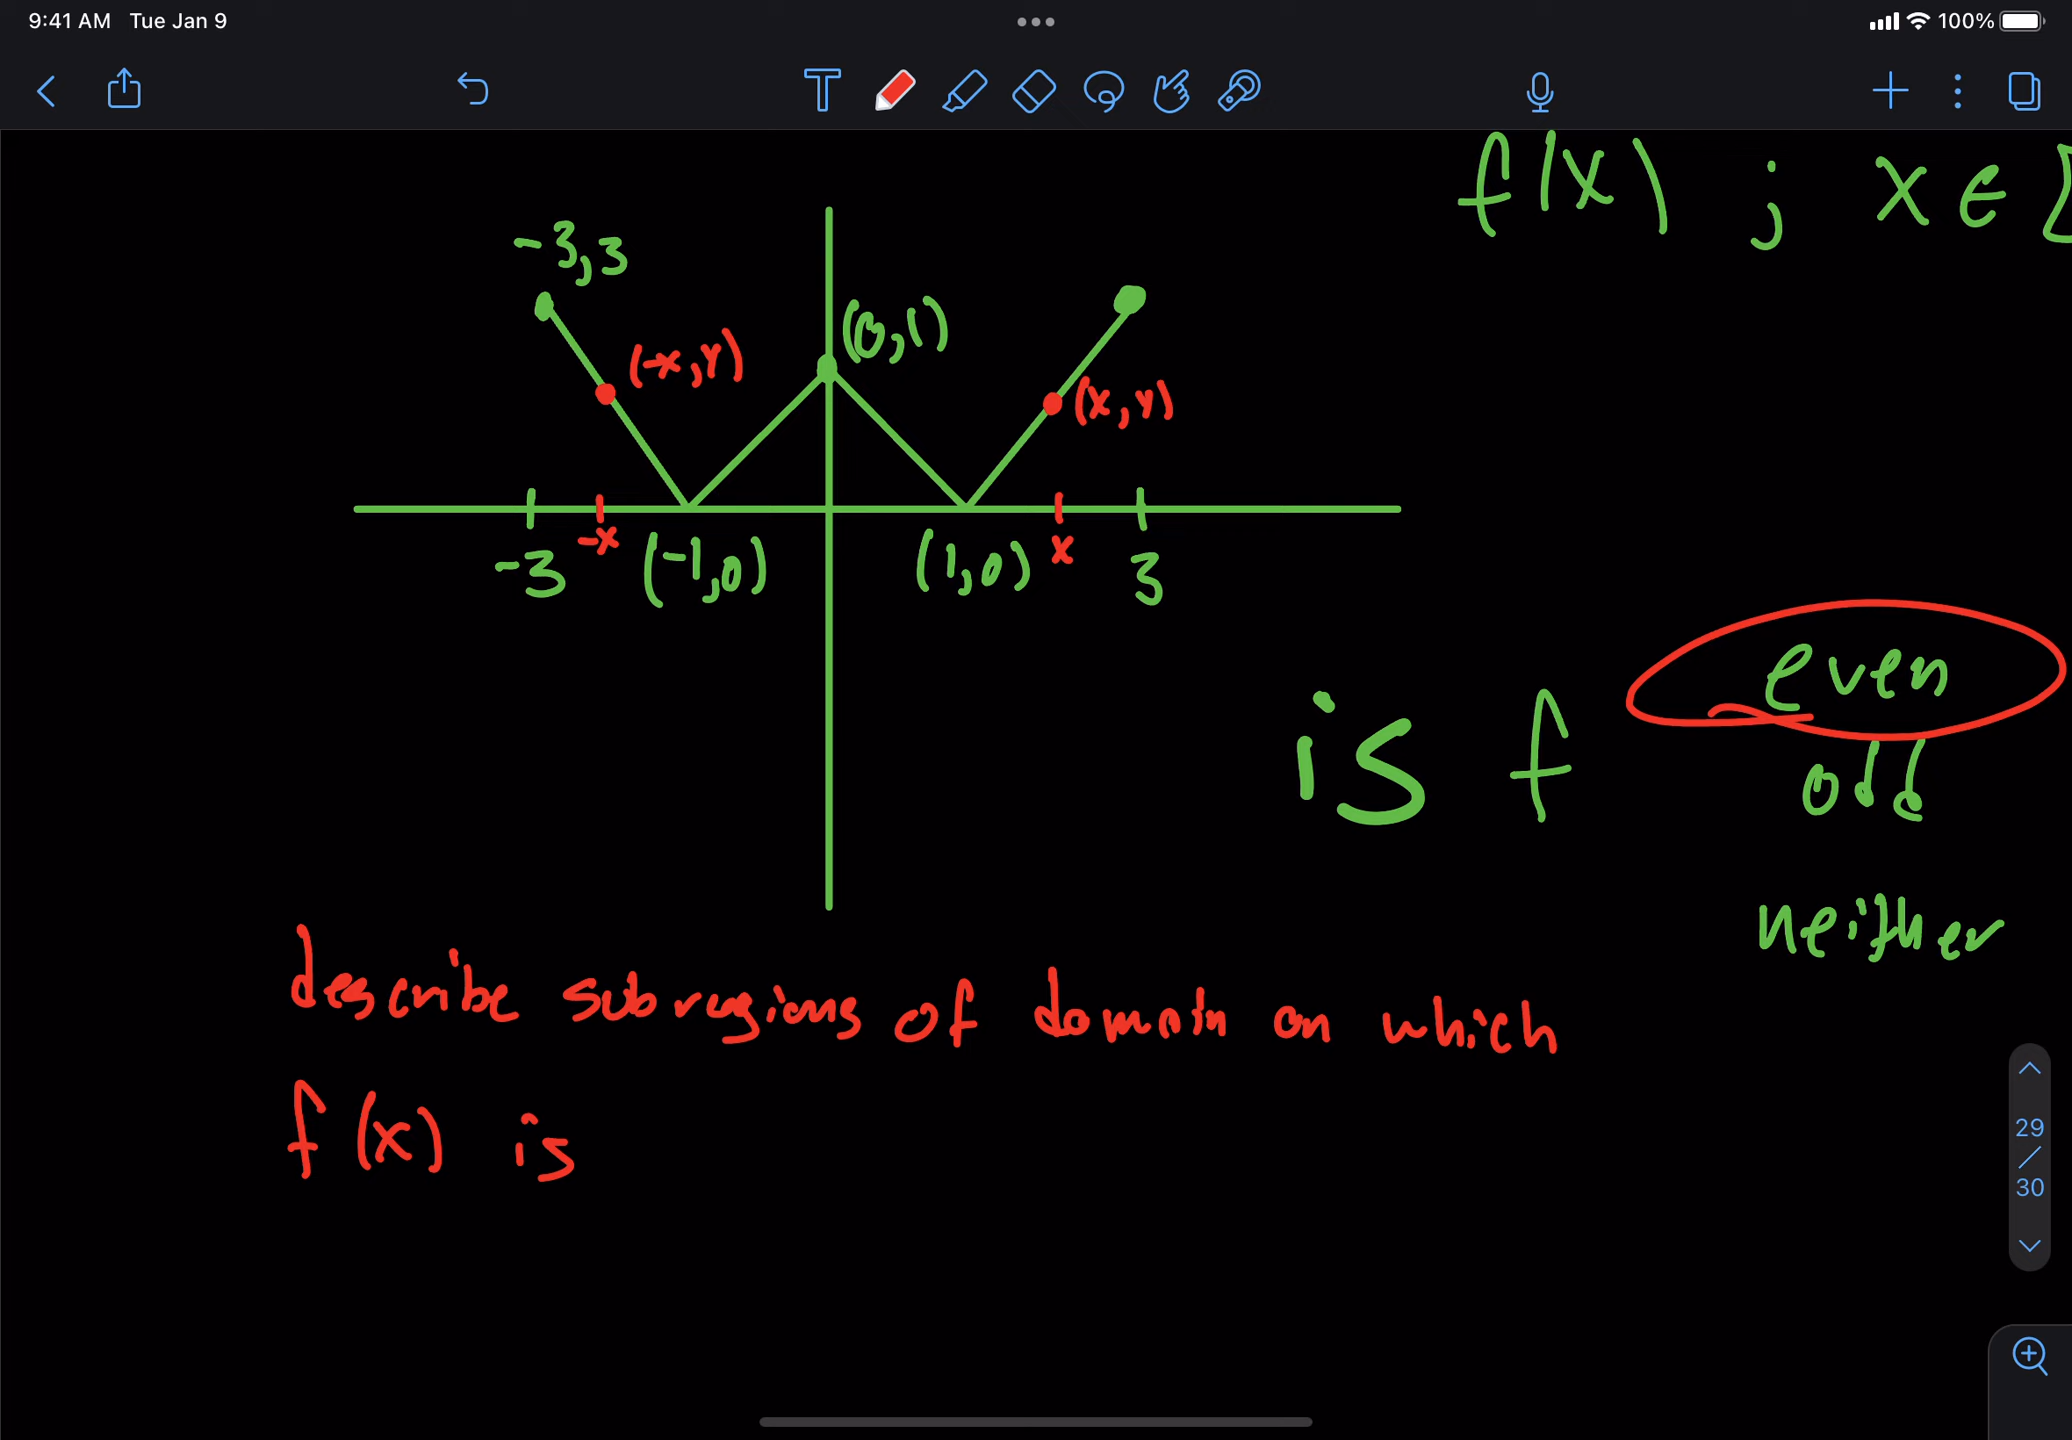 9:41 AM Tue Jan 9
100%
T
f(x) ; x ∈ [
-3,3
(0,1)
(-x,y)
(x,y)
-3
-x
(-1,0)
(1,0)
x
3
even
is f
odd
neither
describe subregions of domain on which
f(x) is
29
/
30